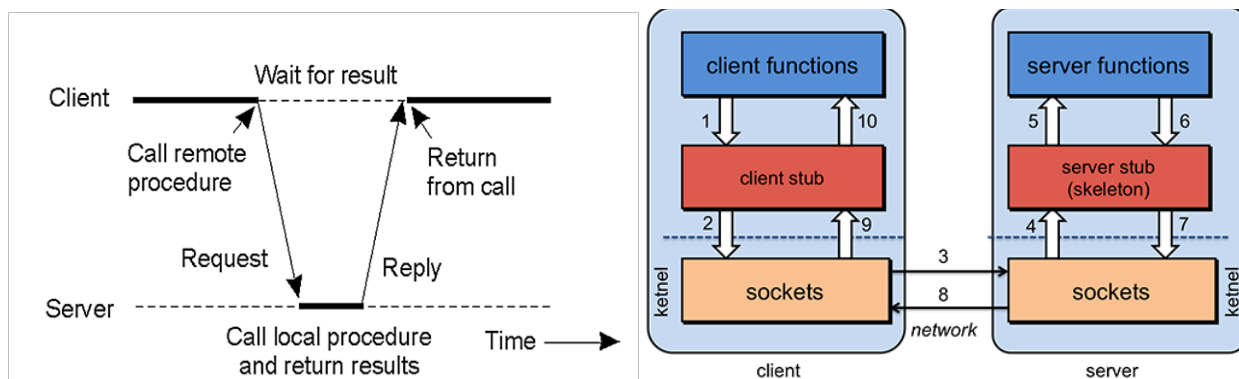 Wait for result
Client
Call remote
procedure
Return
from call
Request
Reply
Server
Call local procedure
and return results
Time
client functions
server functions
1
10
5
6
client stub
server stub
(skeleton)
2
9
4
7
ketnel
sockets
3
8
network
sockets
ketnel
client
server